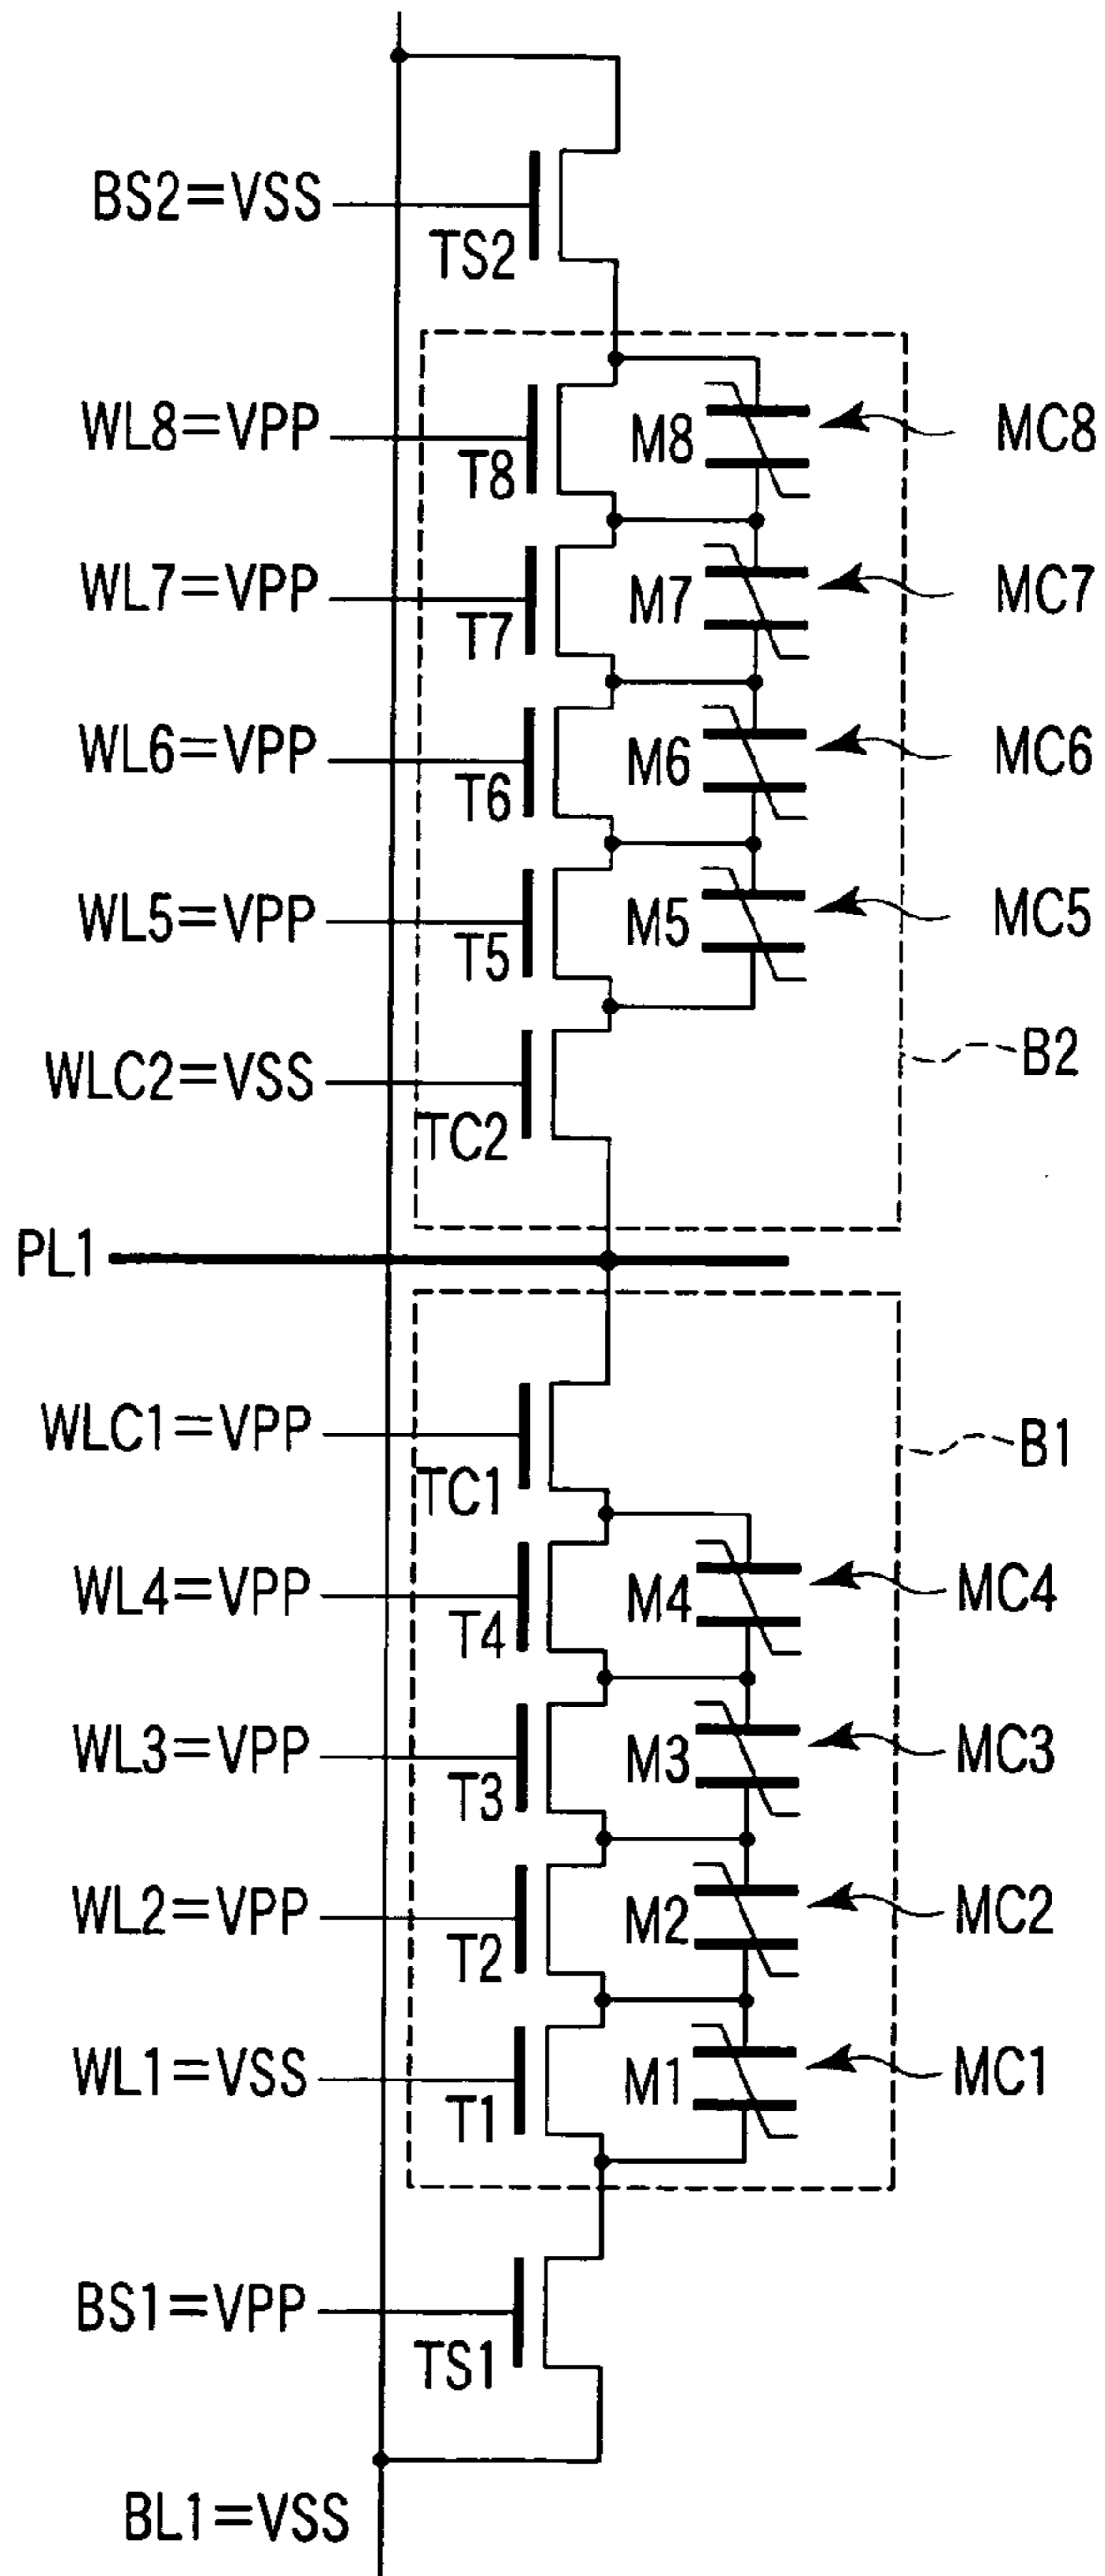 BS2=VSS
TS2
WL8=VPP
T8
M8
MC8
WL7=VPP
T7
M7
MC7
WL6=VPP
T6
M6
MC6
WL5=VPP
T5
M5
MC5
WLC2=VSS
TC2
B2
PL1
WLC1=VPP
TC1
B1
WL4=VPP
T4
M4
MC4
WL3=VPP
T3
M3
MC3
WL2=VPP
T2
M2
MC2
WL1=VSS
T1
M1
MC1
BS1=VPP
TS1
BL1=VSS